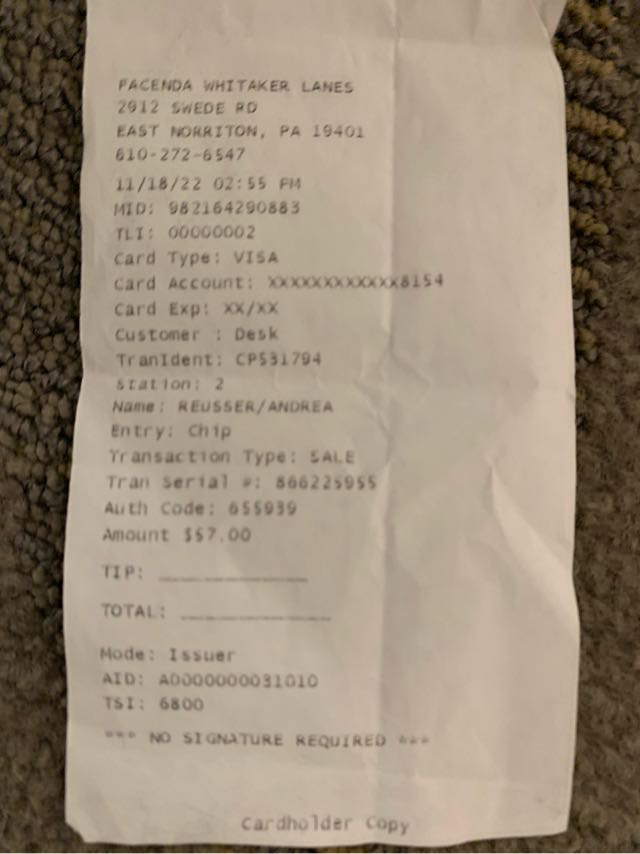 FACENDA WHITAKER LANES
2912 SWEDE RD
EAST NORRITON, PA 19401
610-272-6547
11/18/22 02:55 PM
MID: 982164290883
TLI: 00000002
Card Type: VISA
Card Account: XXXXXXXXXXXX8154
Card Exp: XX/XX
Customer : Desk
TranIdent: CP531794
Station: 2
Name: REUSSER/ANDREA
Entry: Chip
Transaction Type: SALE
Tran Serial #: 866225955
Auth Code: 655939
Amount $57.00
TIP: ______________
TOTAL: ______________
Mode: Issuer
AID: A0000000031010
TSI: 6800
*** NO SIGNATURE REQUIRED ***
Cardholder Copy